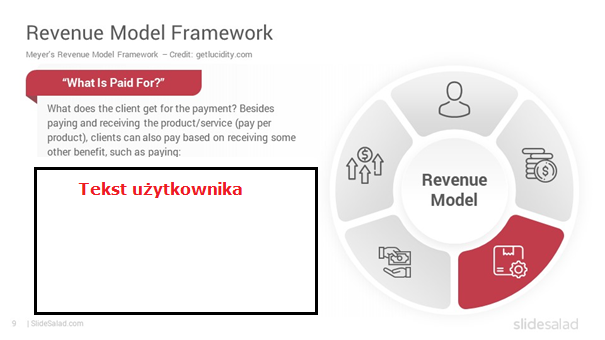 Revenue Model Framework
Meyer's Revenue Model Framework – Credit: getlucidity.com
“What Is Paid For?”
What does the client get for the payment? Besides
paying and receiving the product/service (pay per
product), clients can also pay based on receiving some
other benefit, such as paying:
Tekst użytkownika
$
$
Revenue
Model
9 | SlideSalad.com
slidesalad